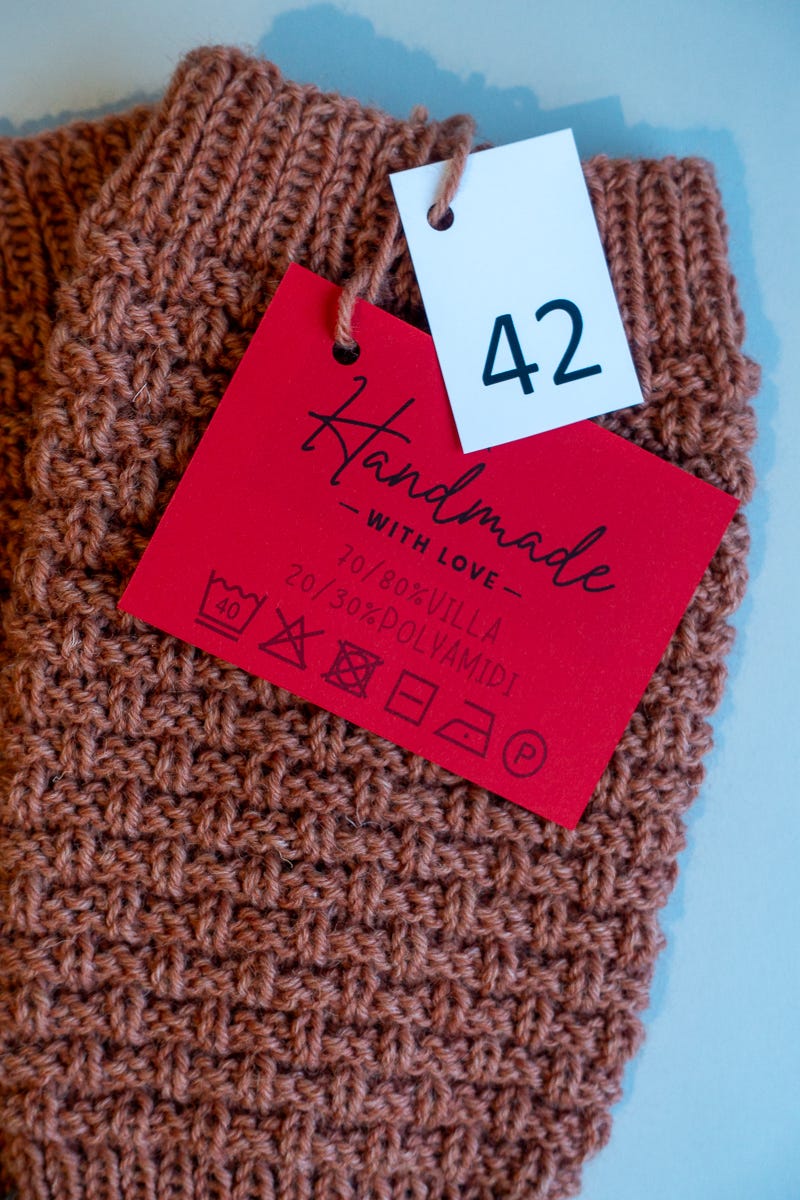 42
Handmade
— WITH LOVE —
70/80% VILLA
20/30% POLYAMIDI
40
P